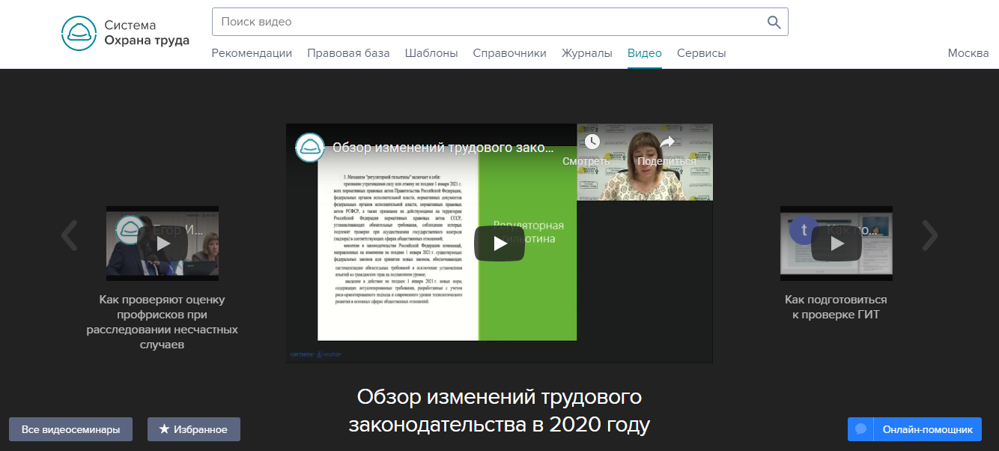 Система
Охрана труда
Поиск видео
Рекомендации Правовая база Шаблоны Справочники Журналы Видео Сервисы
Москва
Обзор изменений трудового зако...
Смотреть ...
Поделиться
3. Механизм "регуляторной гильотины" включает в себя:
признание утратившими силу или отмену не позднее 1 января 2021 г.
всех нормативных правовых актов Правительства Российской Федерации,
федеральных органов исполнительной власти, нормативных документов
федеральных органов исполнительной власти, нормативных правовых
актов РСФСР, а также признание не действующими на территории
Российской Федерации нормативных правовых актов СССР,
устанавливающих обязательные требования, соблюдение которых
подлежит проверке при осуществлении государственного контроля
(надзора) в соответствующих сферах общественных отношений;
внесение в законодательство Российской Федерации изменений,
направленных на изменения не позднее 1 января 2021 г. существующих
федеральных законов или принятие новых законов, обеспечивающих
систематизацию обязательных требований и исключение установления
изъятий из гражданских прав на подзаконном уровне;
введение в действие не позднее 1 января 2021 г. новых норм,
содержащих актуализированные требования, разработанные с учетом
риск-ориентированного подхода и современного уровня технологического
развития в основных сферах общественных отношений.
Регуляторная
гильотина
Егор И...
Как проверяют оценку
профрисков при
расследовании несчастных
случаев
t
Как по...
Как подготовиться
к проверке ГИТ
Обзор изменений трудового
законодательства в 2020 году
Все видеосеминары
Избранное
Онлайн-помощник